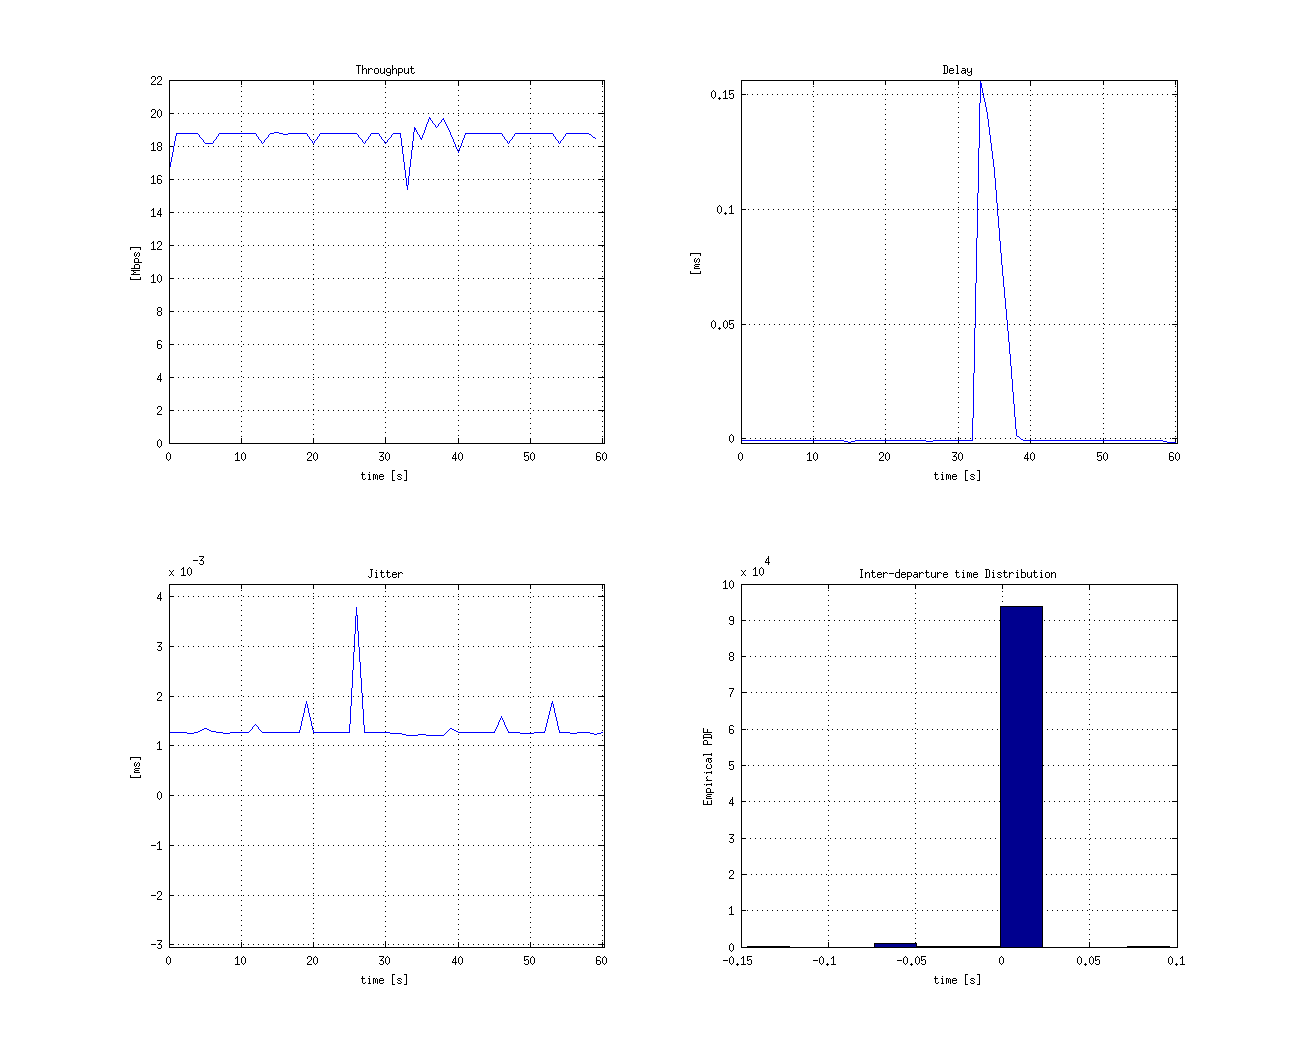 Throughput
22
20
18
16
14
12
10
8
6
4
2
0
[Mbps]
0 10 20 30 40 50 60
time [s]
Delay
0.15
0.1
0.05
0
[ms]
0 10 20 30 40 50 60
time [s]
x 10^-3
Jitter
4
3
2
1
0
-1
-2
-3
[ms]
0 10 20 30 40 50 60
time [s]
x 10^4
Inter-departure time Distribution
10
9
8
7
6
5
4
3
2
1
0
Empirical PDF
-0.15 -0.1 -0.05 0 0.05 0.1
time [s]